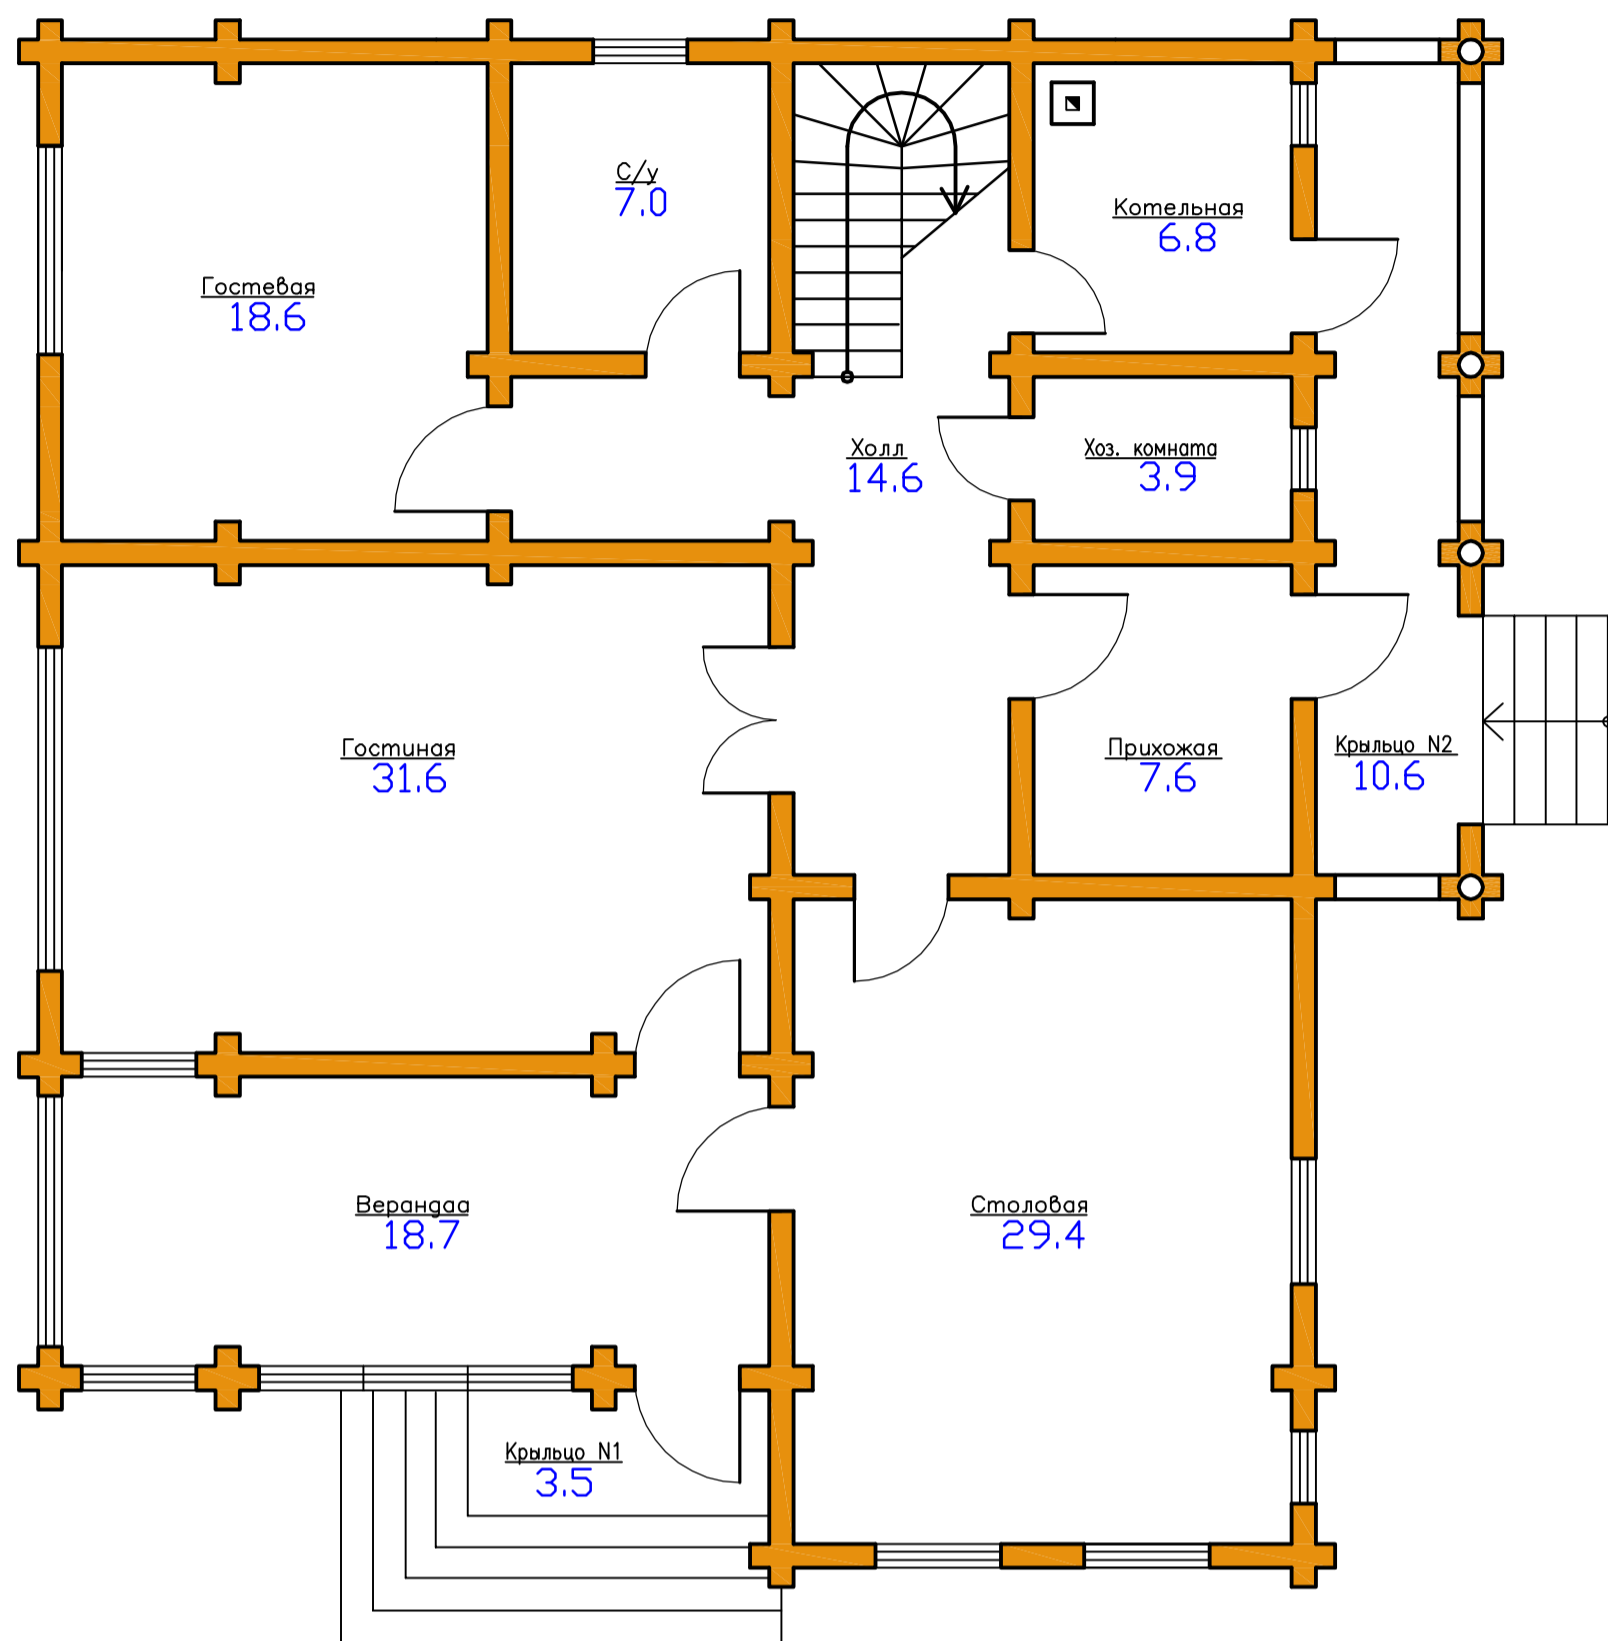 С/у
7.0
Котельная
6.8
Гостевая
18.6
Холл
14.6
Хоз. комната
3.9
Гостиная
31.6
Прихожая
7.6
Крыльцо N2
10.6
Верандаа
18.7
Столовая
29.4
Крыльцо N1
3.5